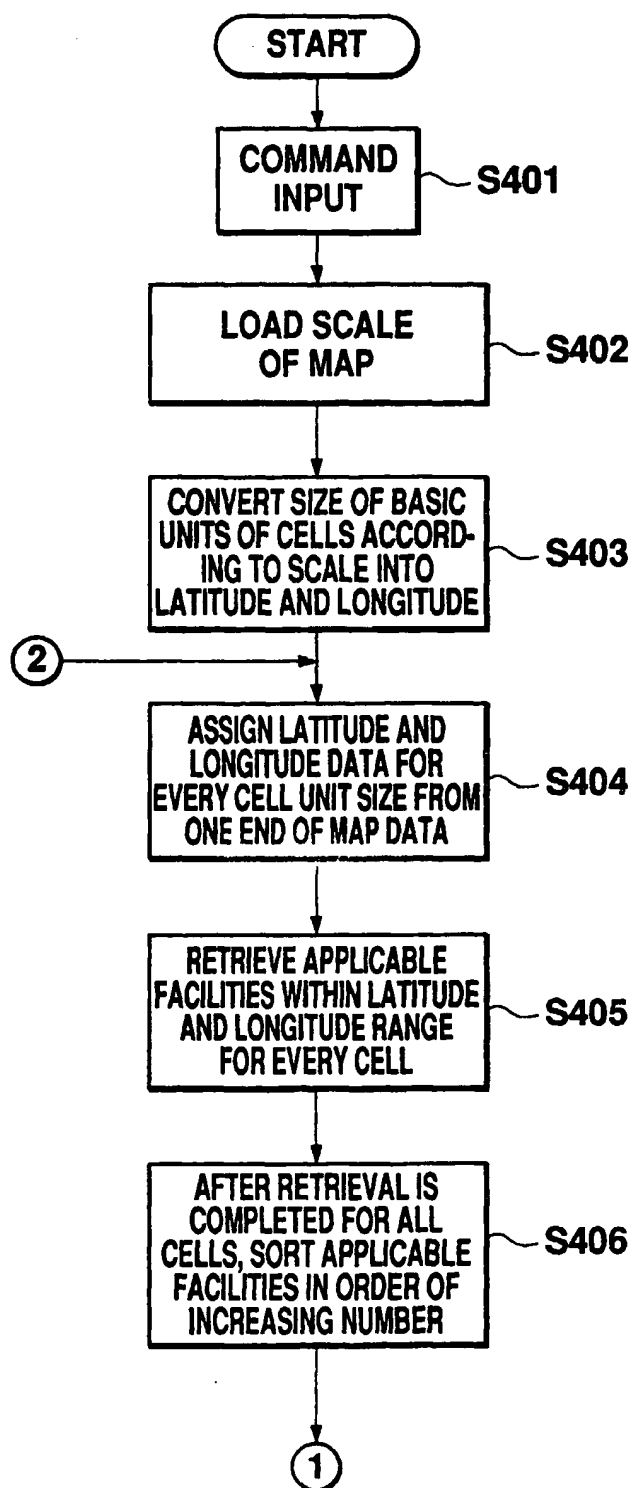 START
COMMAND
INPUT
S401
LOAD SCALE
OF MAP
S402
CONVERT SIZE OF BASIC
UNITS OF CELLS ACCORD-
ING TO SCALE INTO
LATITUDE AND LONGITUDE
S403
2
ASSIGN LATITUDE AND
LONGITUDE DATA FOR
EVERY CELL UNIT SIZE FROM
ONE END OF MAP DATA
S404
RETRIEVE APPLICABLE
FACILITIES WITHIN LATITUDE
AND LONGITUDE RANGE
FOR EVERY CELL
S405
AFTER RETRIEVAL IS
COMPLETED FOR ALL
CELLS, SORT APPLICABLE
FACILITIES IN ORDER OF
INCREASING NUMBER
S406
1